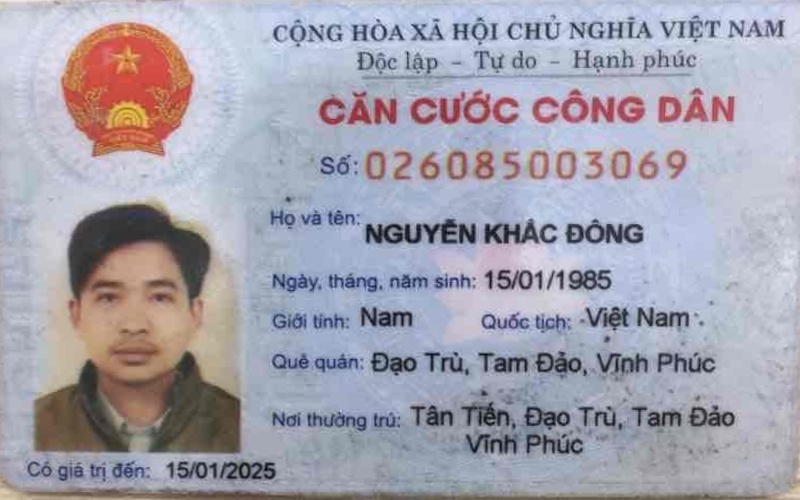 CỘNG HÒA XÃ HỘI CHỦ NGHĨA VIỆT NAM
Độc lập - Tự do - Hạnh phúc
CĂN CƯỚC CÔNG DÂN
Số: 026085003069
Họ và tên: NGUYỄN KHẮC ĐÔNG
Ngày, tháng, năm sinh: 15/01/1985
Giới tính: Nam Quốc tịch: Việt Nam
Quê quán: Đạo Trù, Tam Đảo, Vĩnh Phúc
Nơi thường trú: Tân Tiến, Đạo Trù, Tam Đảo
Vĩnh Phúc
Có giá trị đến: 15/01/2025